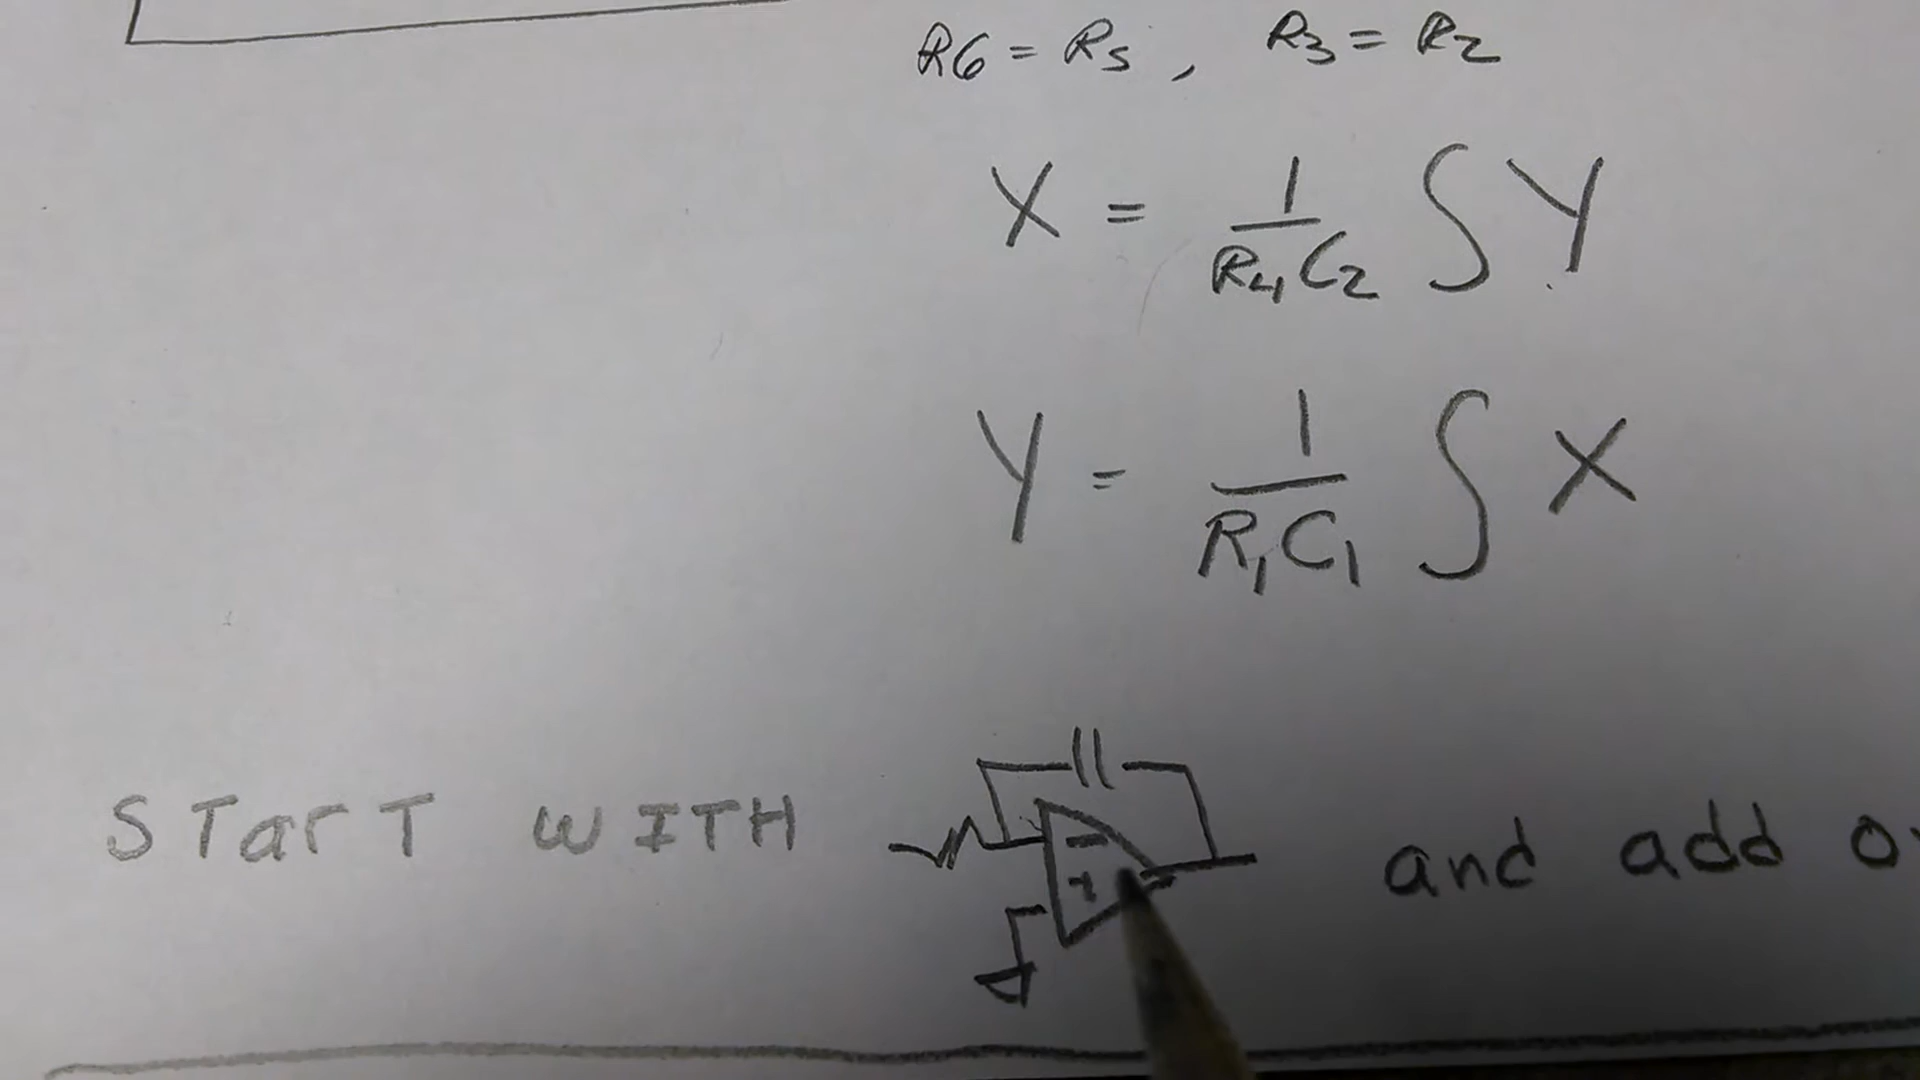 R6 = R5, R3 = R2
X = 1/R4C2 ∫ Y
Y = 1/R1C1 ∫ X
START WITH - + and add